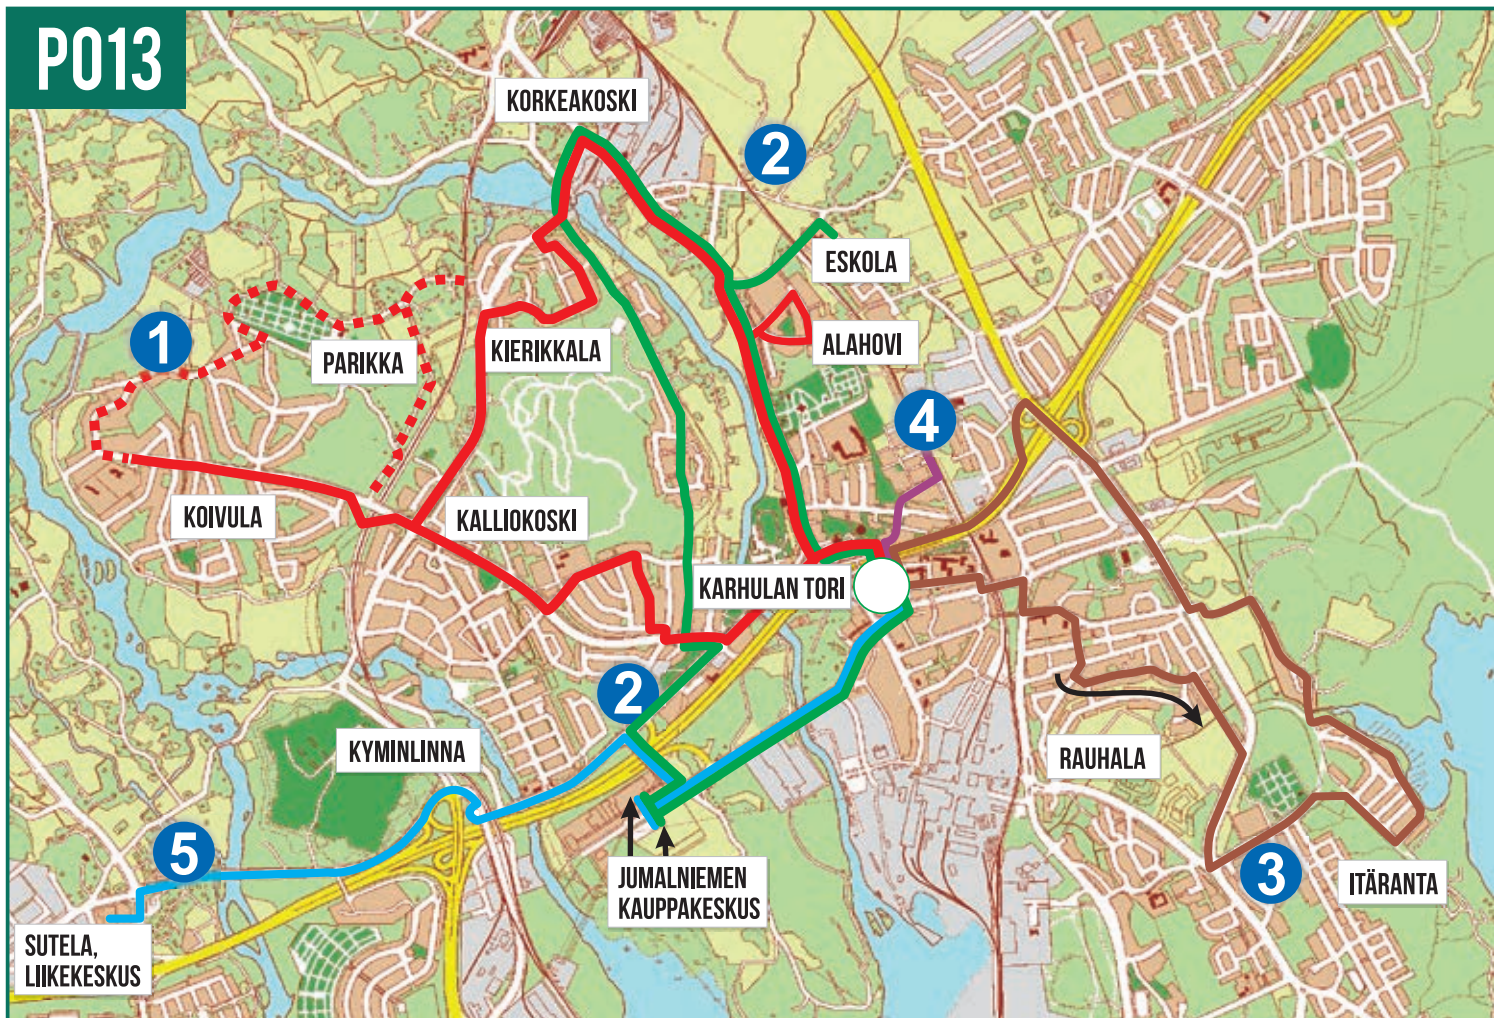 P013
KORKEAKOSKI
2
ESKOLA
1
PARIKKA
KIERIKKALA
ALAHOVI
4
KOIVULA
KALLIOKOSKI
KARHULAN TORI
2
KYMINLINNA
RAUHALA
5
JUMALNIEMEN
KAUPPAKESKUS
3
ITÄRANTA
SUTELA,
LIIKEKESKUS